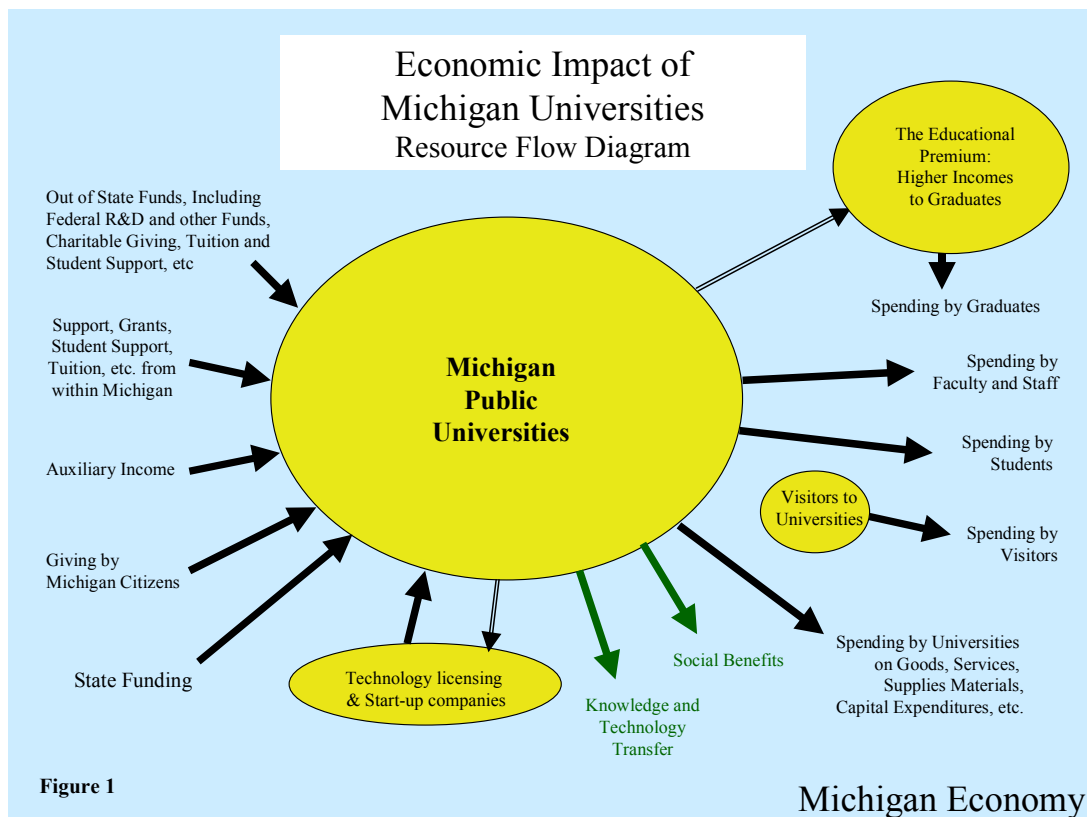 Economic Impact of
Michigan Universities
Resource Flow Diagram
The Educational
Premium:
Higher Incomes
to Graduates
Out of State Funds, Including
Federal R&D and other Funds,
Charitable Giving, Tuition and
Student Support, etc
Spending by Graduates
Support, Grants,
Student Support,
Tuition, etc. from
within Michigan
Michigan
Public
Universities
Spending by
Faculty and Staff
Auxiliary Income
Spending by
Students
Visitors to
Universities
Spending by
Visitors
Giving by
Michigan Citizens
State Funding
Technology licensing
& Start-up companies
Social Benefits
Knowledge and
Technology
Transfer
Spending by Universities
on Goods, Services,
Supplies Materials,
Capital Expenditures, etc.
Figure 1
Michigan Economy